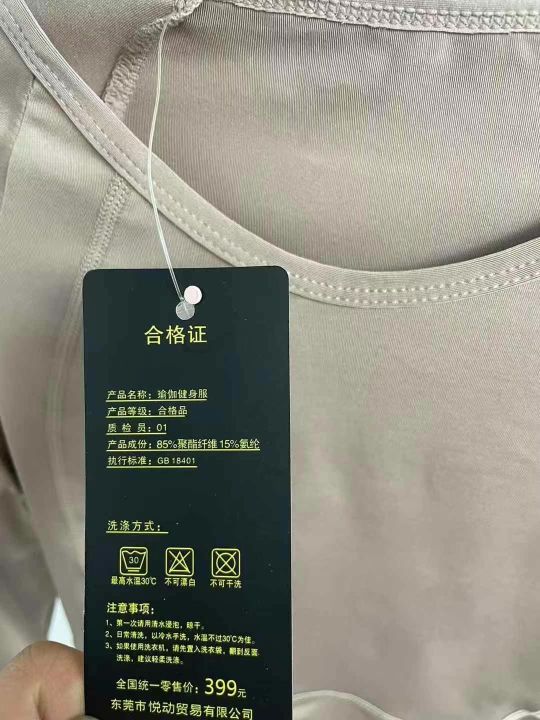 合格证
产品名称：瑜伽健身服
产品等级：合格品
质 检 员：01
产品成份：85%聚酯纤维 15%氨纶
执行标准：GB 18401
洗涤方式：
30
最高水温30℃ 不可漂白 不可干洗
注意事项：
1、第一次请用清水浸泡，晾干。
2、日常清洗，以冷水手洗，水温不过30℃为佳。
3、如果使用洗衣机，请先置入洗衣袋，翻到反面
洗涤，建议轻柔洗涤。
全国统一零售价：399元
东莞市悦动贸易有限公司